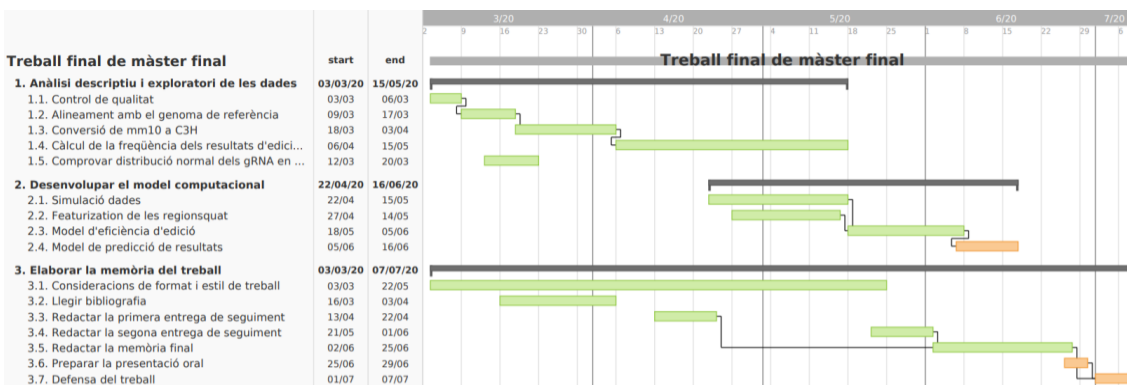 3/20 4/20 5/20 6/20 7/20
2 9 16 23 30 6 13 20 27 4 11 18 25 1 8 15 22 29 6
Treball final de màster final start end Treball final de màster final
1. Anàlisi descriptiu i exploratori de les dades 03/03/20 15/05/20
1.1. Control de qualitat 03/03 06/03
1.2. Alineament amb el genoma de referència 09/03 17/03
1.3. Conversió de mm10 a C3H 18/03 03/04
1.4. Càlcul de la freqüència dels resultats d'edici... 06/04 15/05
1.5. Comprovar distribució normal dels gRNA en ... 12/03 20/03
2. Desenvolupar el model computacional 22/04/20 16/06/20
2.1. Simulació dades 22/04 15/05
2.2. Featurization de les regionsquat 27/04 14/05
2.3. Model d'eficiència d'edició 18/05 05/06
2.4. Model de predicció de resultats 05/06 16/06
3. Elaborar la memòria del treball 03/03/20 07/07/20
3.1. Consideracions de format i estil de treball 03/03 22/05
3.2. Llegir bibliografia 16/03 03/04
3.3. Redactar la primera entrega de seguiment 13/04 22/04
3.4. Redactar la segona entrega de seguiment 21/05 01/06
3.5. Redactar la memòria final 02/06 25/06
3.6. Preparar la presentació oral 25/06 29/06
3.7. Defensa del treball 01/07 07/07